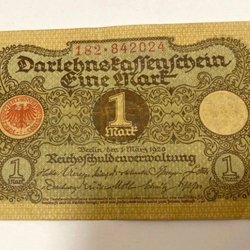 182·842024
Darlehnskassenschein
Eine Mark
1
Mark
Berlin, den 1. März 1920
Reichsschuldenverwaltung
1
1